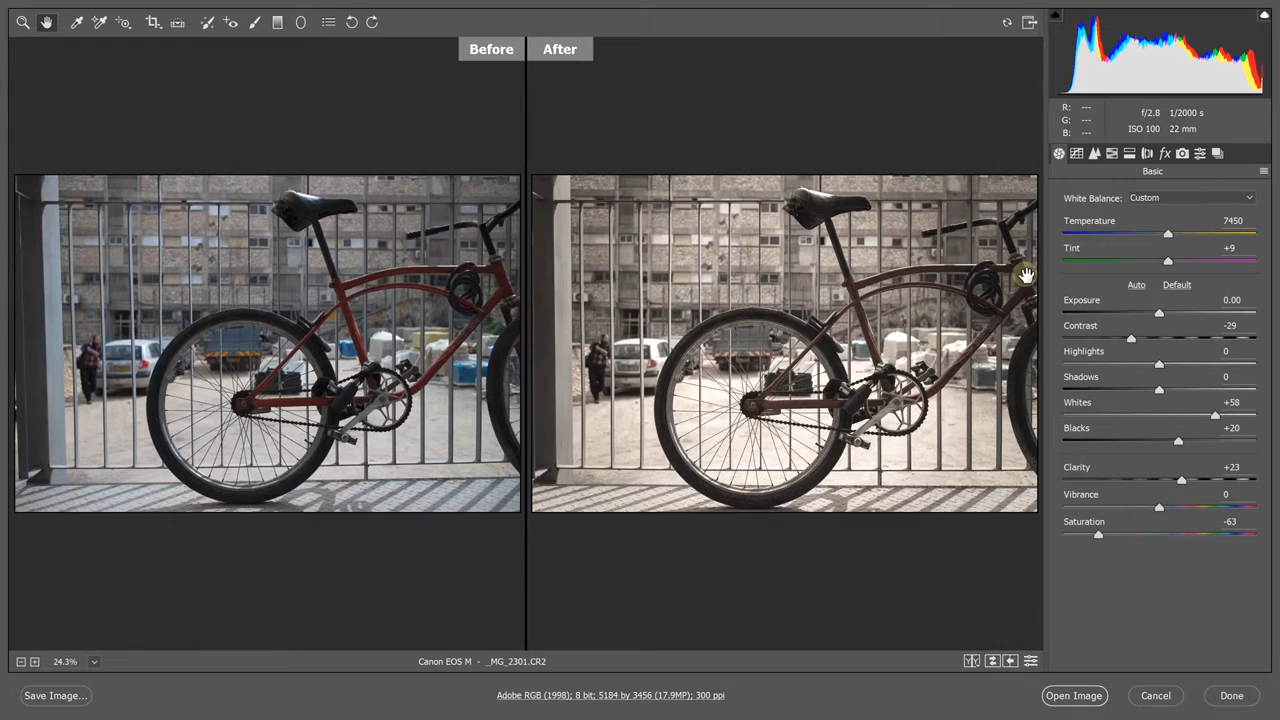 Before
After
R: ---
G: ---
B: ---
f/2.8 1/2000 s
ISO 100 22 mm
fx
Basic
White Balance: Custom
Temperature 7450
Tint +9
Auto Default
Exposure 0.00
Contrast -29
Highlights 0
Shadows 0
Whites +58
Blacks +20
Clarity +23
Vibrance 0
Saturation -63
24.3%
Canon EOS M - _MG_2301.CR2
Y Y
Save Image...
Adobe RGB (1998); 8 bit; 5184 by 3456 (17.9MP); 300 ppi
Open Image
Cancel
Done